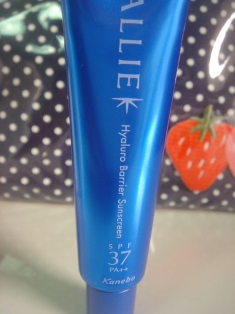 ALLIE
Hyaluro Barrier Sunscreen
SPF
37
PA++
Kanebo